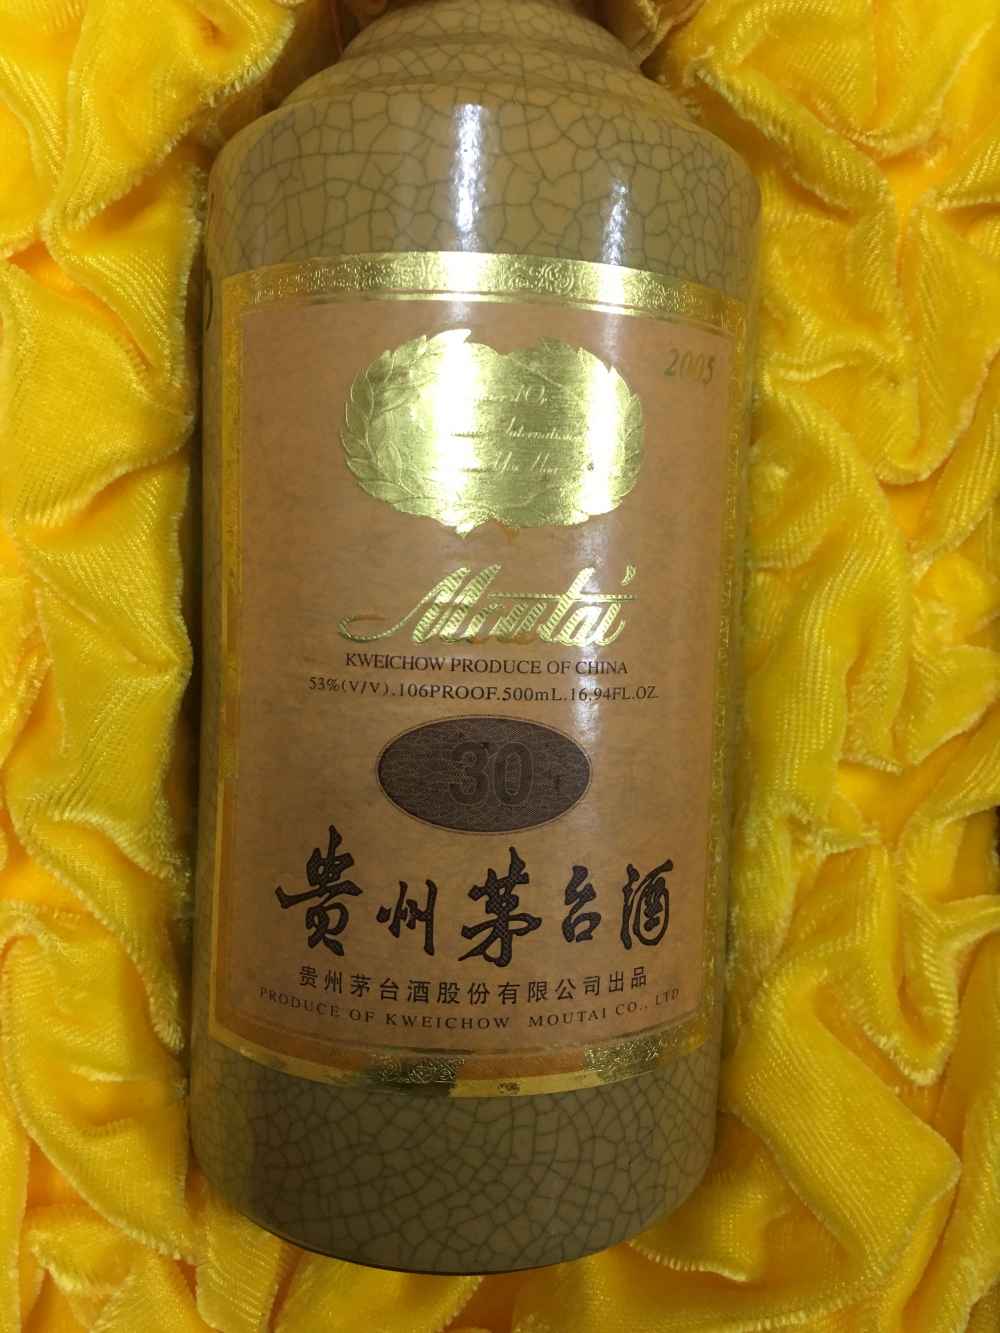 2005
International
Moutai
KWEICHOW PRODUCE OF CHINA
53%(V/V).106PROOF.500mL.16.94FL.OZ
30
贵州茅台酒
贵州茅台酒股份有限公司出品
PRODUCE OF KWEICHOW MOUTAI CO., LTD